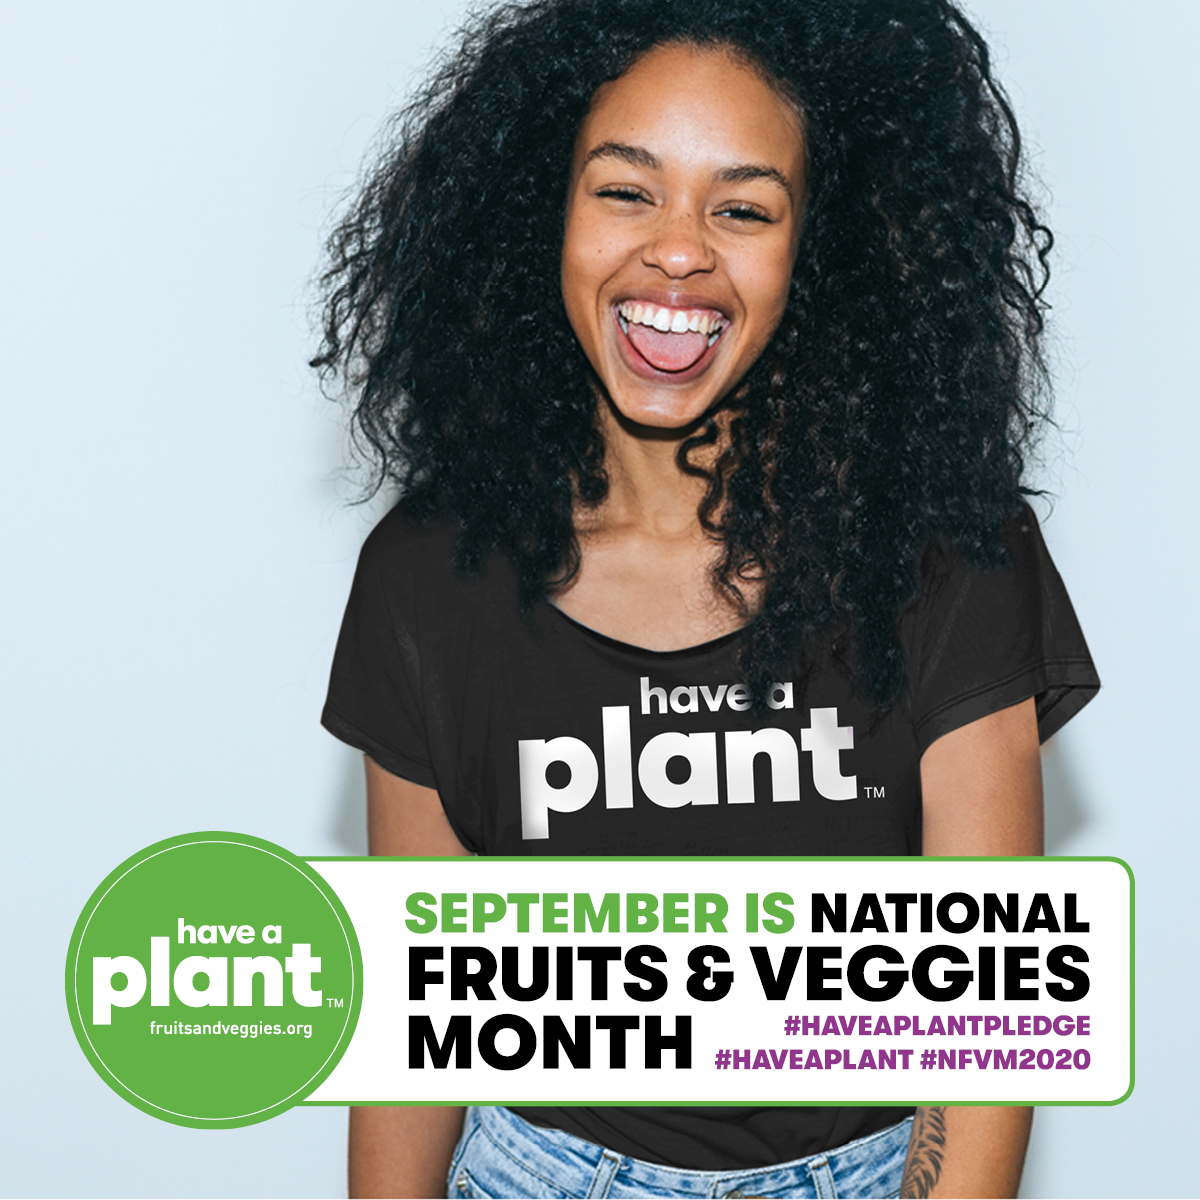 have a
plant TM
have a
plant TM
fruitsandveggies.org
SEPTEMBER IS NATIONAL
FRUITS & VEGGIES
MONTH
#HAVEAPLANTPLEDGE
#HAVEAPLANT #NFVM2020